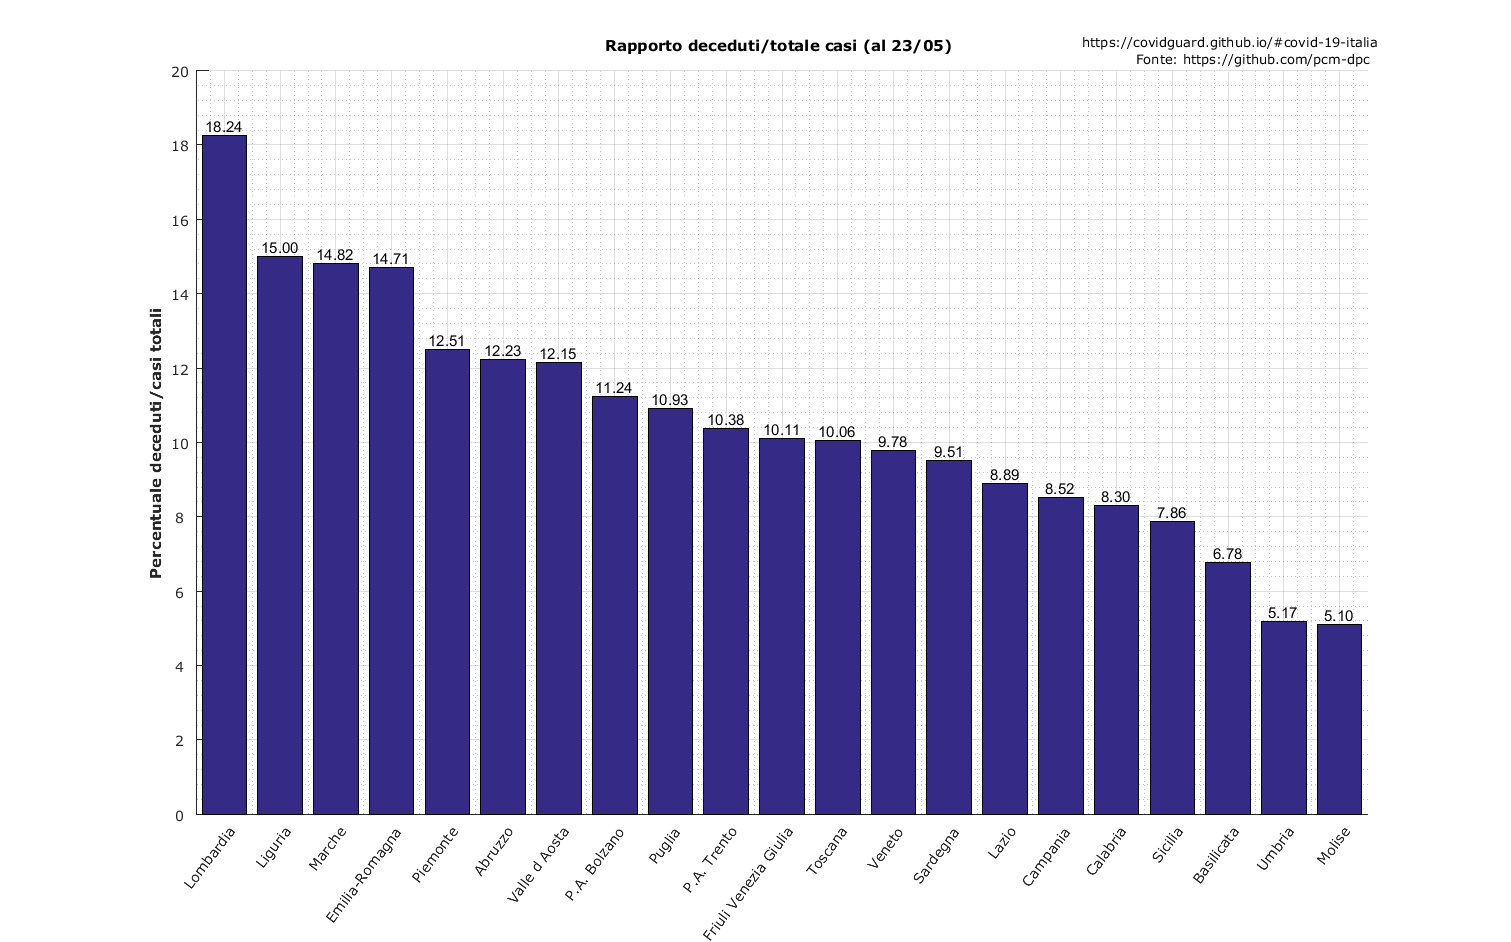 Rapporto deceduti/totale casi (al 23/05)
https://covidguard.github.io/#covid-19-italia
Fonte: https://github.com/pcm-dpc
Percentuale deceduti/casi totali
20
18
16
14
12
10
8
6
4
2
0
18.24
15.00
14.82
14.71
12.51
12.23
12.15
11.24
10.93
10.38
10.11
10.06
9.78
9.51
8.89
8.52
8.30
7.86
6.78
5.17
5.10
Lombardia
Liguria
Marche
Emilia-Romagna
Piemonte
Abruzzo
Valle d Aosta
P.A. Bolzano
Puglia
P.A. Trento
Friuli Venezia Giulia
Toscana
Veneto
Sardegna
Lazio
Campania
Calabria
Sicilia
Basilicata
Umbria
Molise